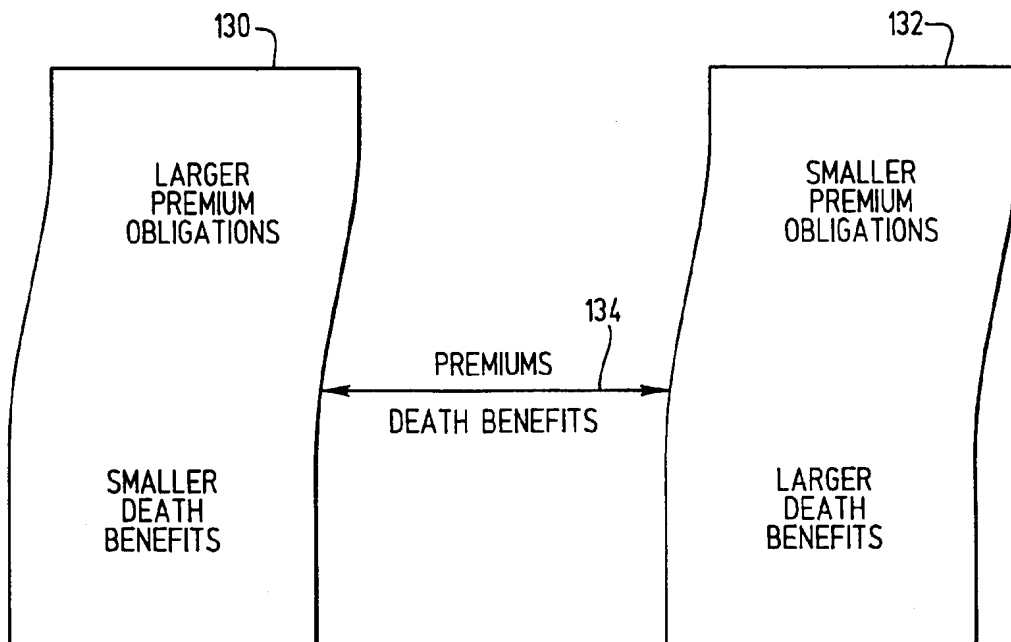 130
132
LARGER
PREMIUM
OBLIGATIONS
SMALLER
PREMIUM
OBLIGATIONS
134
PREMIUMS
DEATH BENEFITS
SMALLER
DEATH
BENEFITS
LARGER
DEATH
BENEFITS